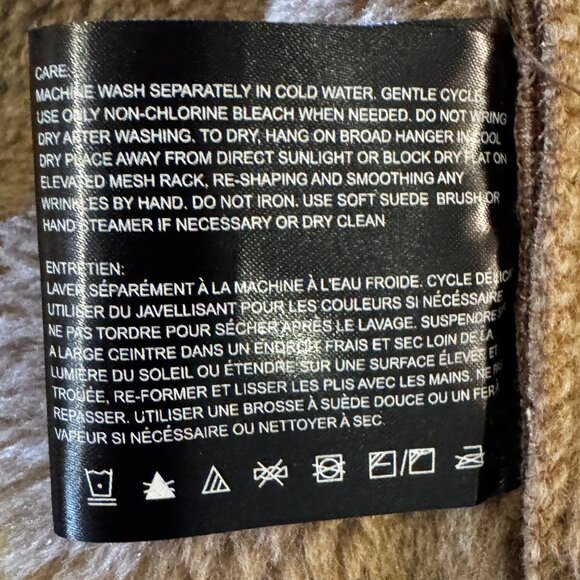 CARE:
MACHINE WASH SEPARATELY IN COLD WATER. GENTLE CYCLE
USE ONLY NON-CHLORINE BLEACH WHEN NEEDED. DO NOT WRING
DRY AFTER WASHING. TO DRY, HANG ON BROAD HANGER IN COOL
DRY PLACE AWAY FROM DIRECT SUNLIGHT OR BLOCK DRY FLAT ON
ELEVATED MESH RACK, RE-SHAPING AND SMOOTHING ANY
WRINKLES BY HAND. DO NOT IRON. USE SOFT SUEDE BRUSH OR
HAND STEAMER IF NECESSARY OR DRY CLEAN
ENTRETIEN:
LAVER SÉPARÉMENT À LA MACHINE À L'EAU FROIDE. CYCLE
UTILISER DU JAVELLISANT POUR LES COULEURS SI NÉCESSAIRE
NE PAS TORDRE POUR SÉCHER APRÈS LE LAVAGE. SUSPENDRE
A LARGE CEINTRE DANS UN ENDROIT FRAIS ET SEC LOIN DE LA
LUMIÈRE DU SOLEIL OU ÉTENDRE SUR UNE SURFACE ÉLEVÉE ET
TROUÉE, RE-FORMER ET LISSER LES PLIS AVEC LES MAINS. NE
REPASSER. UTILISER UNE BROSSE À SUÈDE DOUCE OU UN FER À
VAPEUR SI NÉCÉSSAIRE OU NETTOYER À SEC.